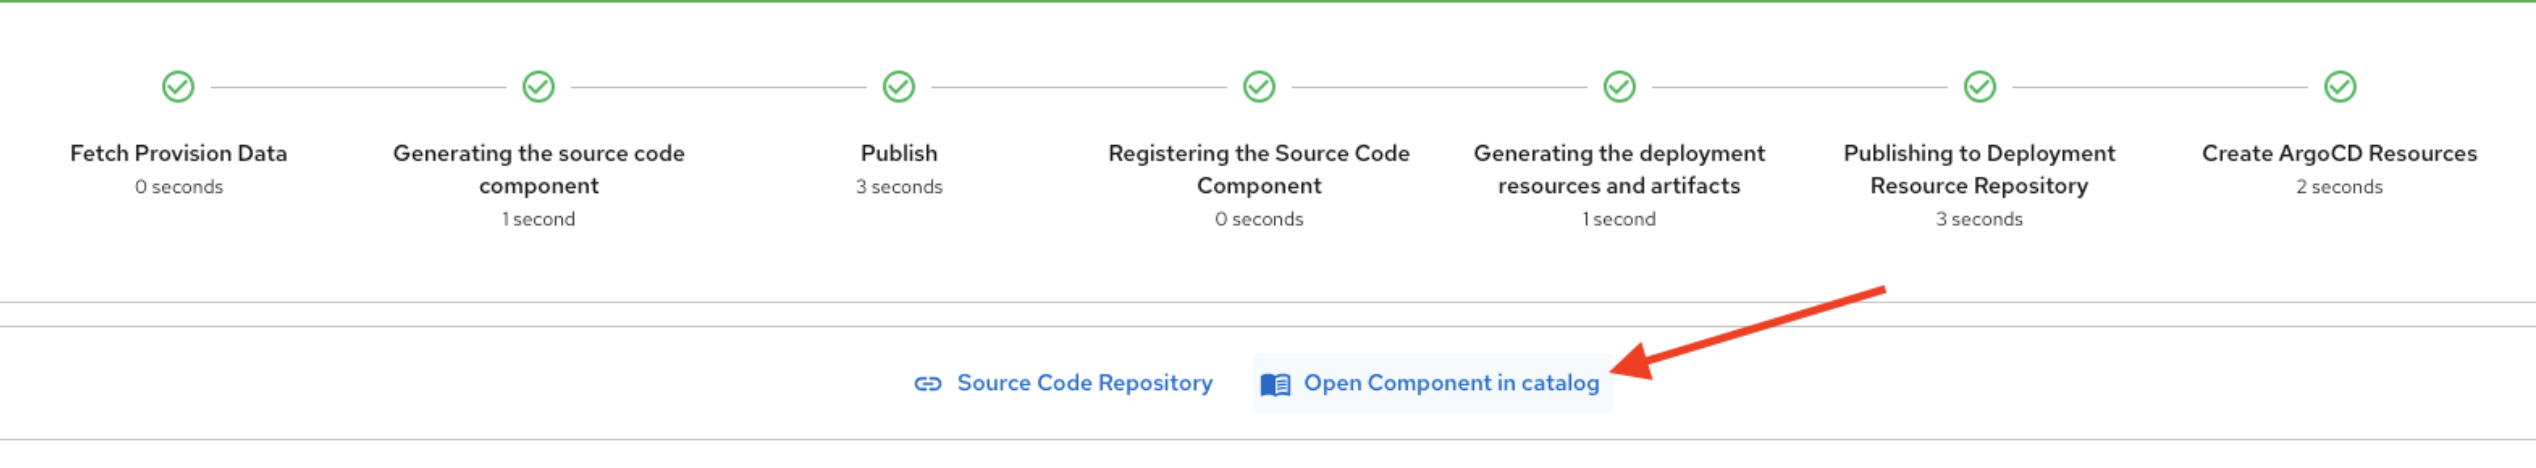 Fetch Provision Data
0 seconds
Generating the source code
component
1 second
Publish
3 seconds
Registering the Source Code
Component
0 seconds
Generating the deployment
resources and artifacts
1 second
Publishing to Deployment
Resource Repository
3 seconds
Create ArgoCD Resources
2 seconds
Source Code Repository
Open Component in catalog